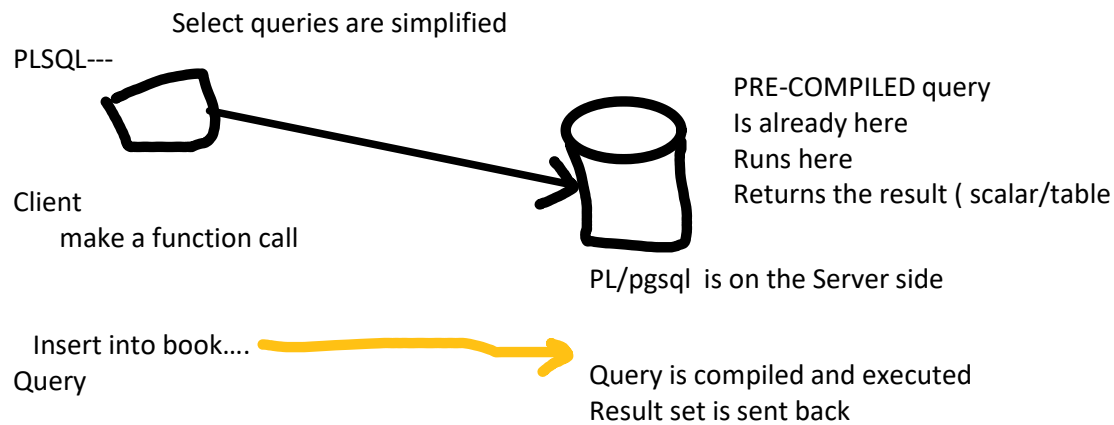 Select queries are simplified
PLSQL---
PRE-COMPILED query
Is already here
Runs here
Returns the result ( scalar/table
Client
make a function call
PL/pgsql  is on the Server side
Insert into book....
Query
Query is compiled and executed
Result set is sent back